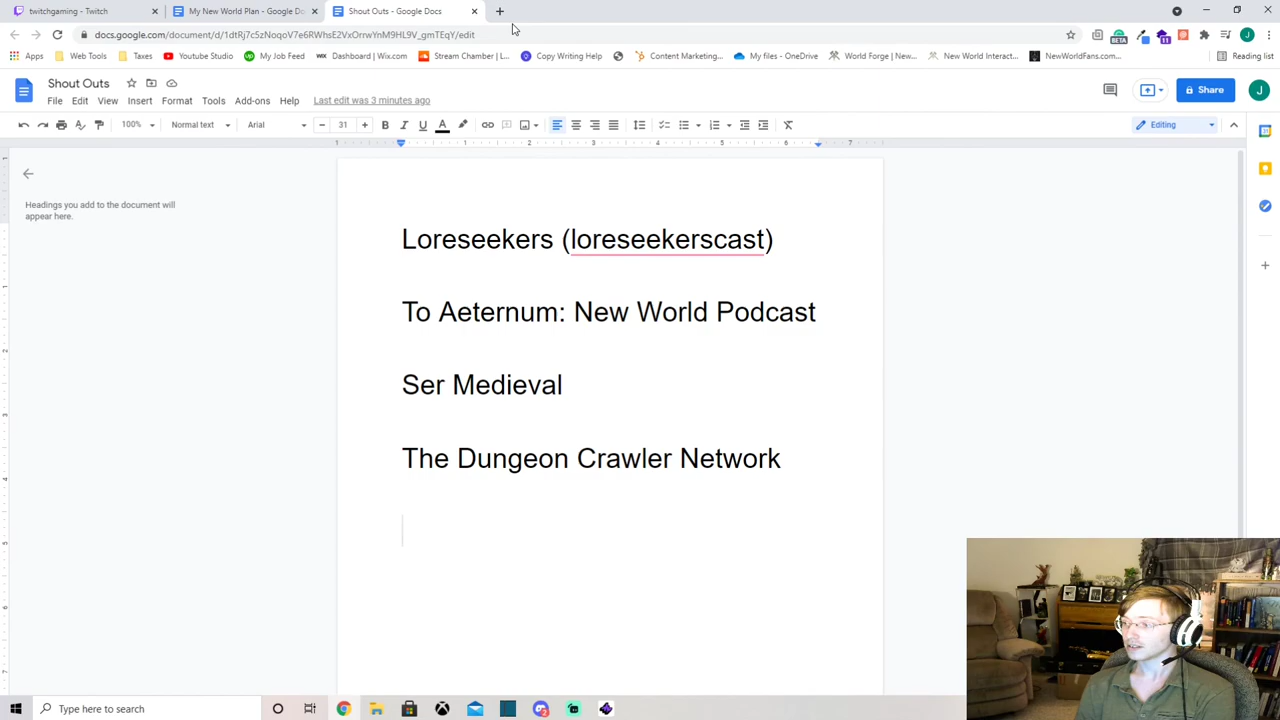 twitchgaming - Twitch
My New World Plan - Google Do
Shout Outs - Google Docs
docs.google.com/document/d/1dtRj7c5zNoqoV7e6RWhsE2VxOrrwYnM9HL9V_gmTEqY/edit
Apps
Web Tools
Taxes
Youtube Studio
My Job Feed
Dashboard | Wix.com
Stream Chamber | L...
Copy Writing Help
Content Marketing...
My files - OneDrive
World Forge | New...
New World Interact...
NewWorldFans.com...
Reading list
Shout Outs
File Edit View Insert Format Tools Add-ons Help Last edit was 3 minutes ago
Share
J
100% Normal text Arial 31 B I U A
Editing
Headings you add to the document will
appear here.
Loreseekers (loreseekerscast)
To Aeternum: New World Podcast
Ser Medieval
The Dungeon Crawler Network
Type here to search